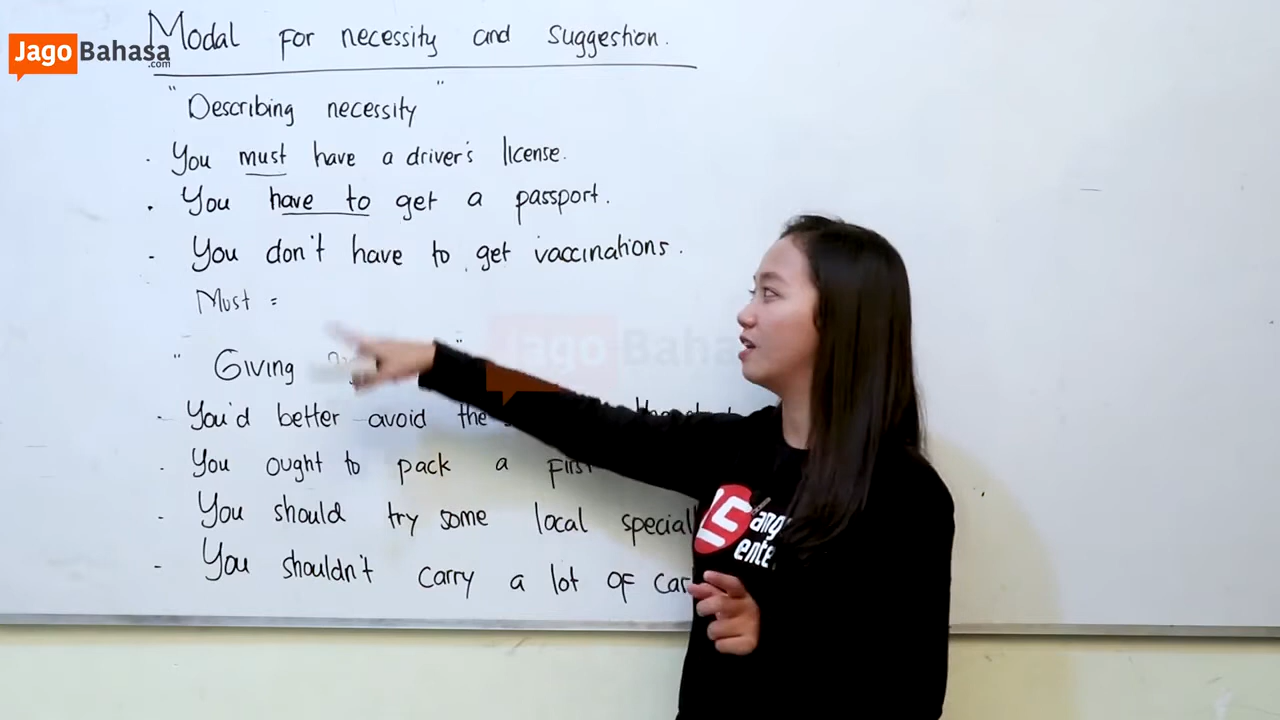 Modal for necessity and suggestion.
JagoBahasa
.com
"Describing necessity"
· You must have a driver's license.
· You have to get a passport.
- You don't have to get vaccinations.
Must =
" Giving "
- You'd better avoid the
- You ought to pack a first
- You should try some local
- You shouldn't carry a lot of
Jago Baha